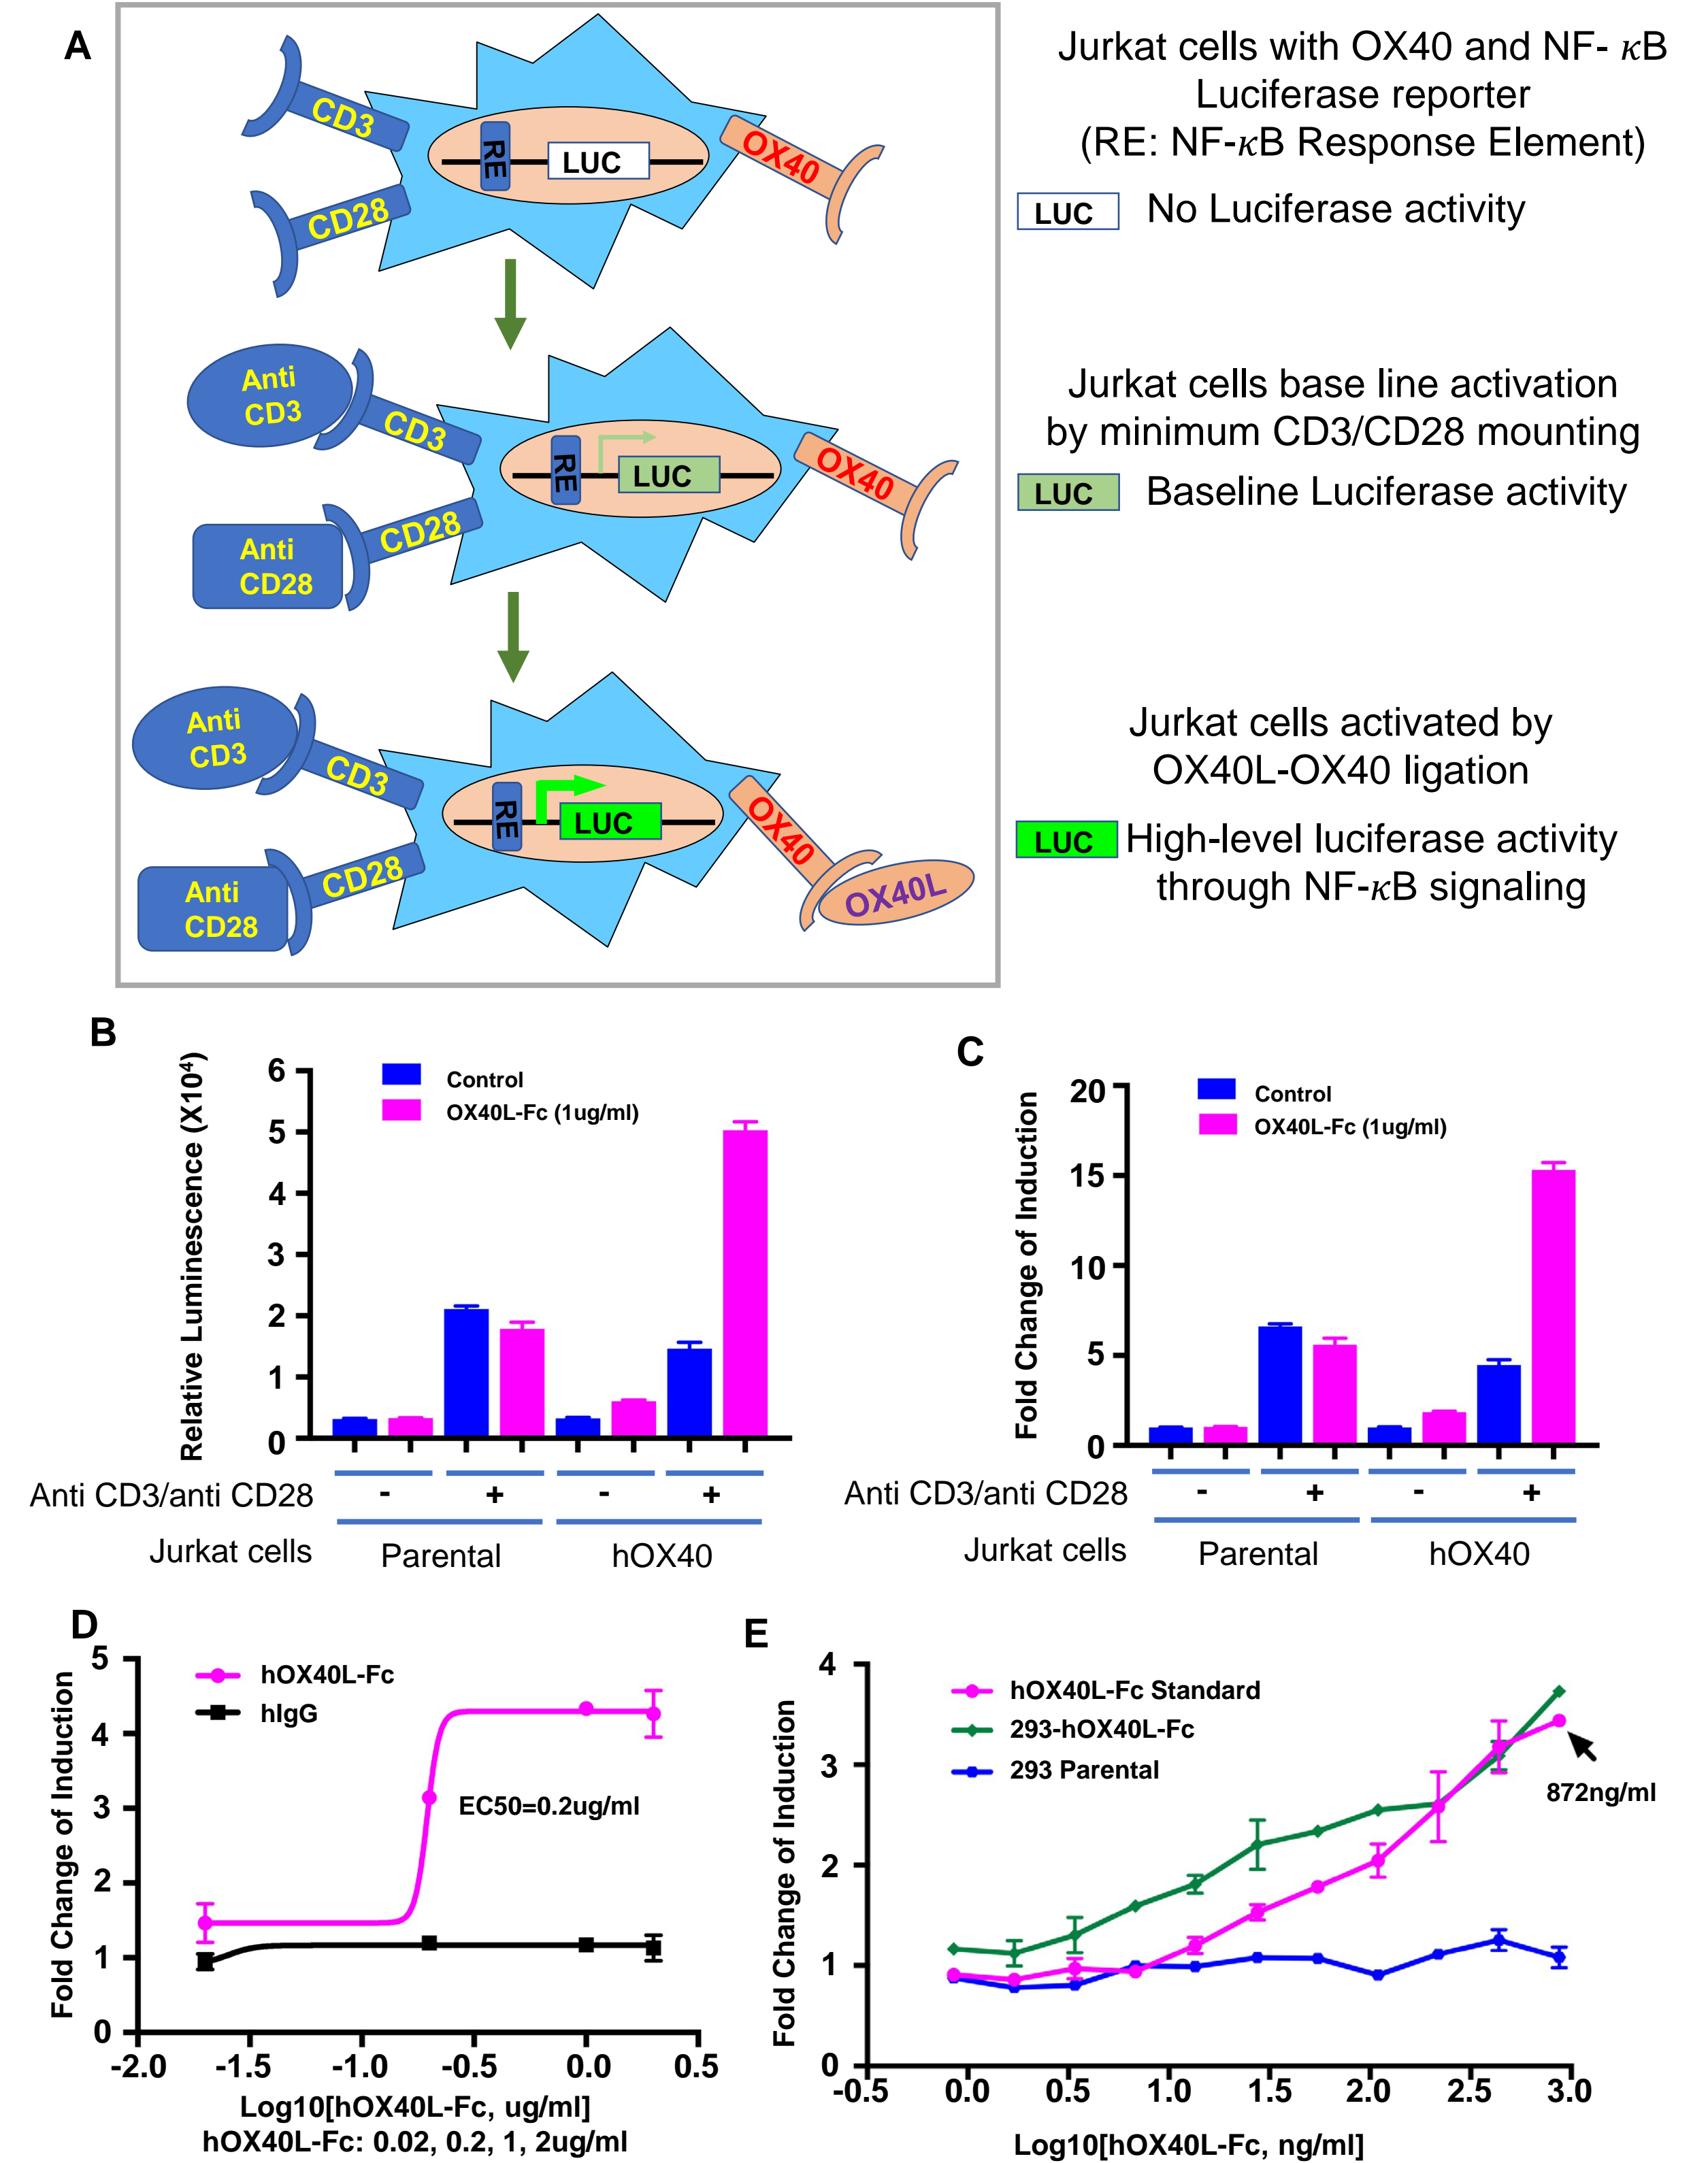 A
CD3
CD28
RE
LUC
OX40
Jurkat cells with OX40 and NF- κB
Luciferase reporter
(RE: NF-κB Response Element)
LUC No Luciferase activity
Anti
CD3
CD3
Anti
CD28
CD28
RE
LUC
OX40
Jurkat cells base line activation
by minimum CD3/CD28 mounting
LUC Baseline Luciferase activity
Anti
CD3
CD3
Anti
CD28
CD28
RE
LUC
OX40
OX40L
Jurkat cells activated by
OX40L-OX40 ligation
LUC High-level luciferase activity
through NF-κB signaling
B
Relative Luminescence (X10⁴)
6
5
4
3
2
1
0
Control
OX40L-Fc (1ug/ml)
Anti CD3/anti CD28 - + - +
Jurkat cells Parental hOX40
C
Fold Change of Induction
20
15
10
5
0
Control
OX40L-Fc (1ug/ml)
Anti CD3/anti CD28 - + - +
Jurkat cells Parental hOX40
D
Fold Change of Induction
5
4
3
2
1
0
hOX40L-Fc
hIgG
EC50=0.2ug/ml
-2.0 -1.5 -1.0 -0.5 0.0 0.5
Log10[hOX40L-Fc, ug/ml]
hOX40L-Fc: 0.02, 0.2, 1, 2ug/ml
E
Fold Change of Induction
4
3
2
1
0
hOX40L-Fc Standard
293-hOX40L-Fc
293 Parental
872ng/ml
-0.5 0.0 0.5 1.0 1.5 2.0 2.5 3.0
Log10[hOX40L-Fc, ng/ml]